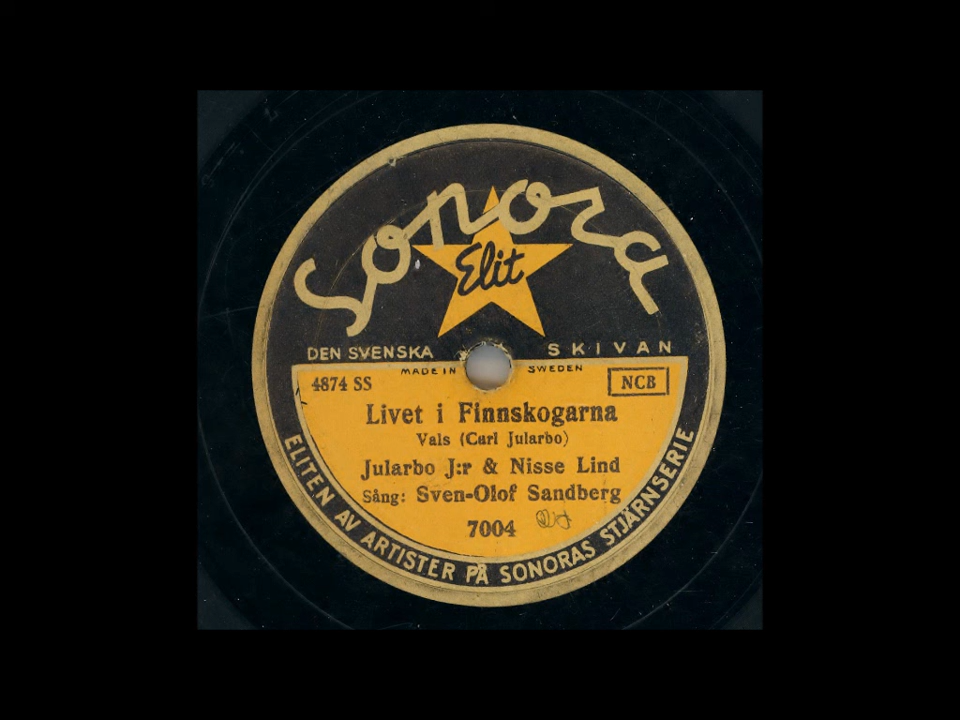 Sonora
Elit
DEN SVENSKA SKIVAN
MADE IN SWEDEN
4874 SS
NCB
Livet i Finnskogarna
Vals (Carl Jularbo)
Jularbo J:r & Nisse Lind
Sång: Sven-Olof Sandberg
7004
ELITEN AV ARTISTER PÅ SONORAS STJÄRNSERIE